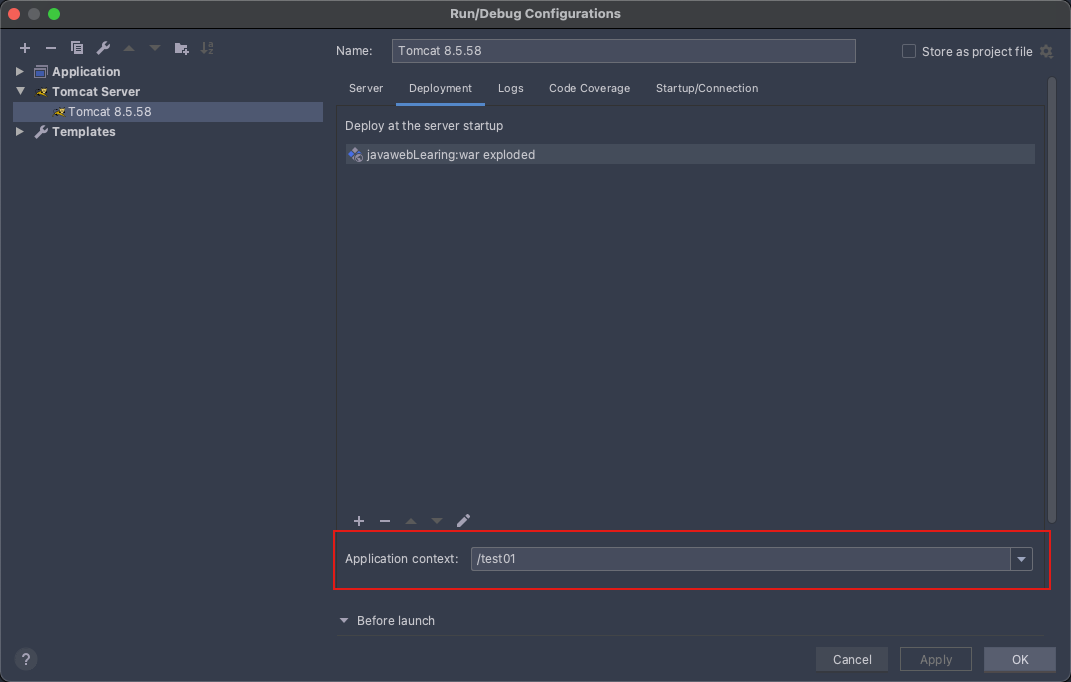 Run/Debug Configurations
Name: Tomcat 8.5.58 Store as project file
Application
Tomcat Server
Tomcat 8.5.58
Templates
Server Deployment Logs Code Coverage Startup/Connection
Deploy at the server startup
javawebLearing:war exploded
Application context: /test01
Before launch
? Cancel Apply OK